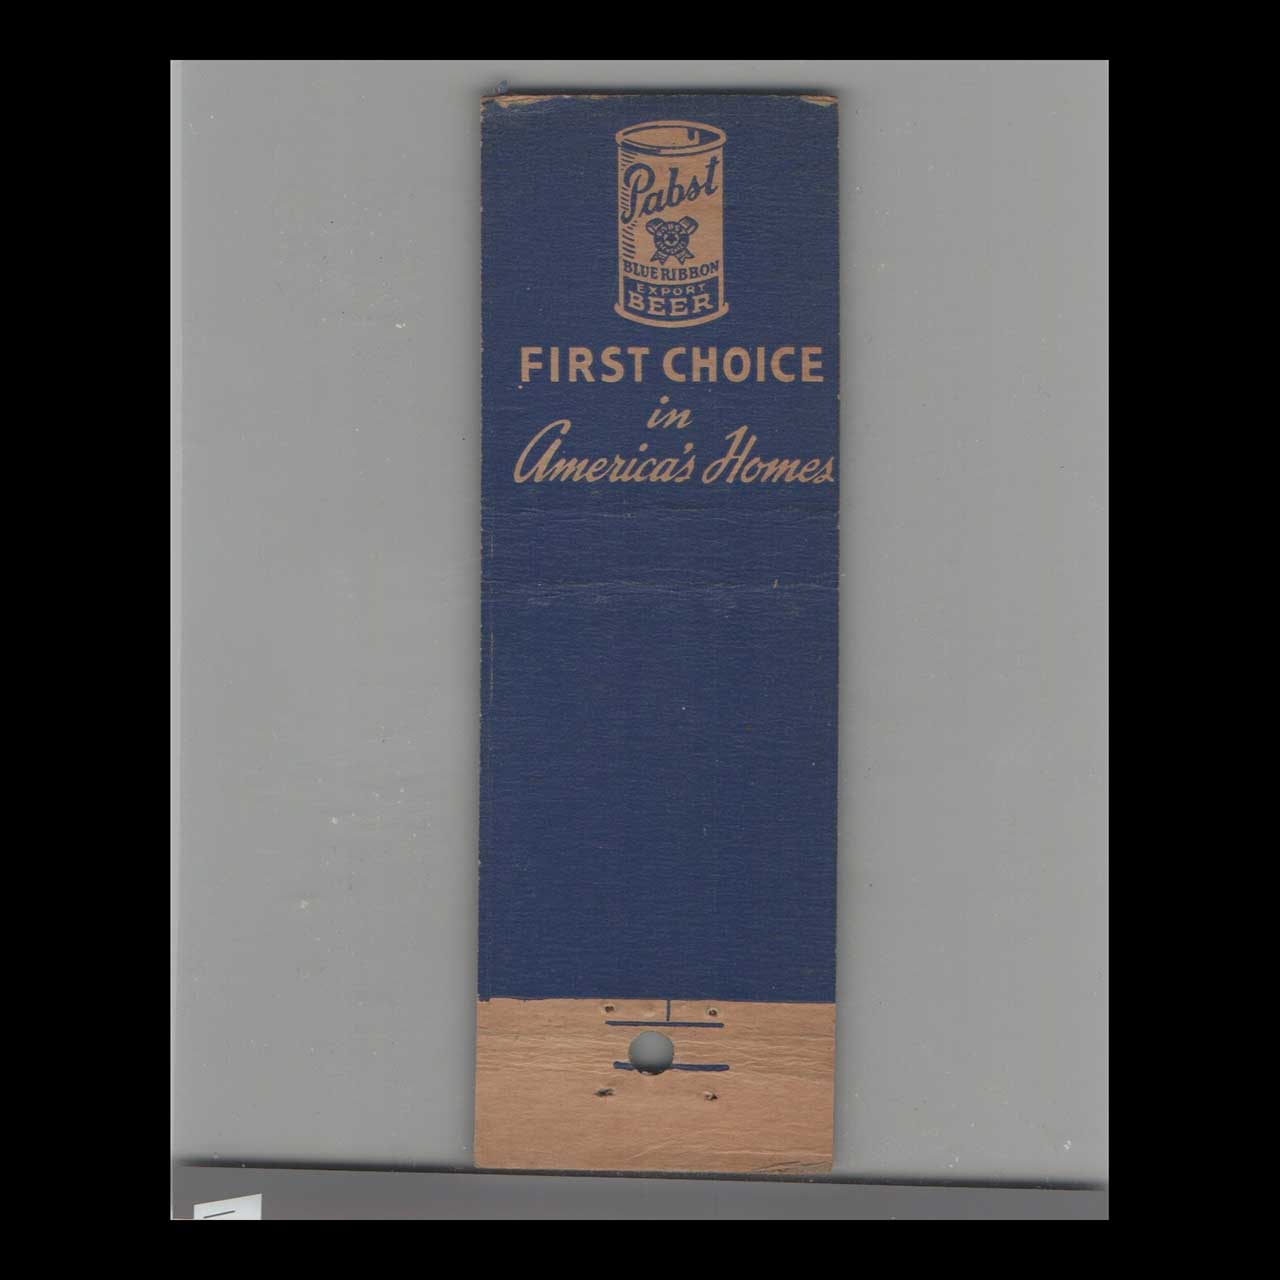 Pabst
BLUE RIBBON
EXPORT
BEER
FIRST CHOICE
in
America's Homes